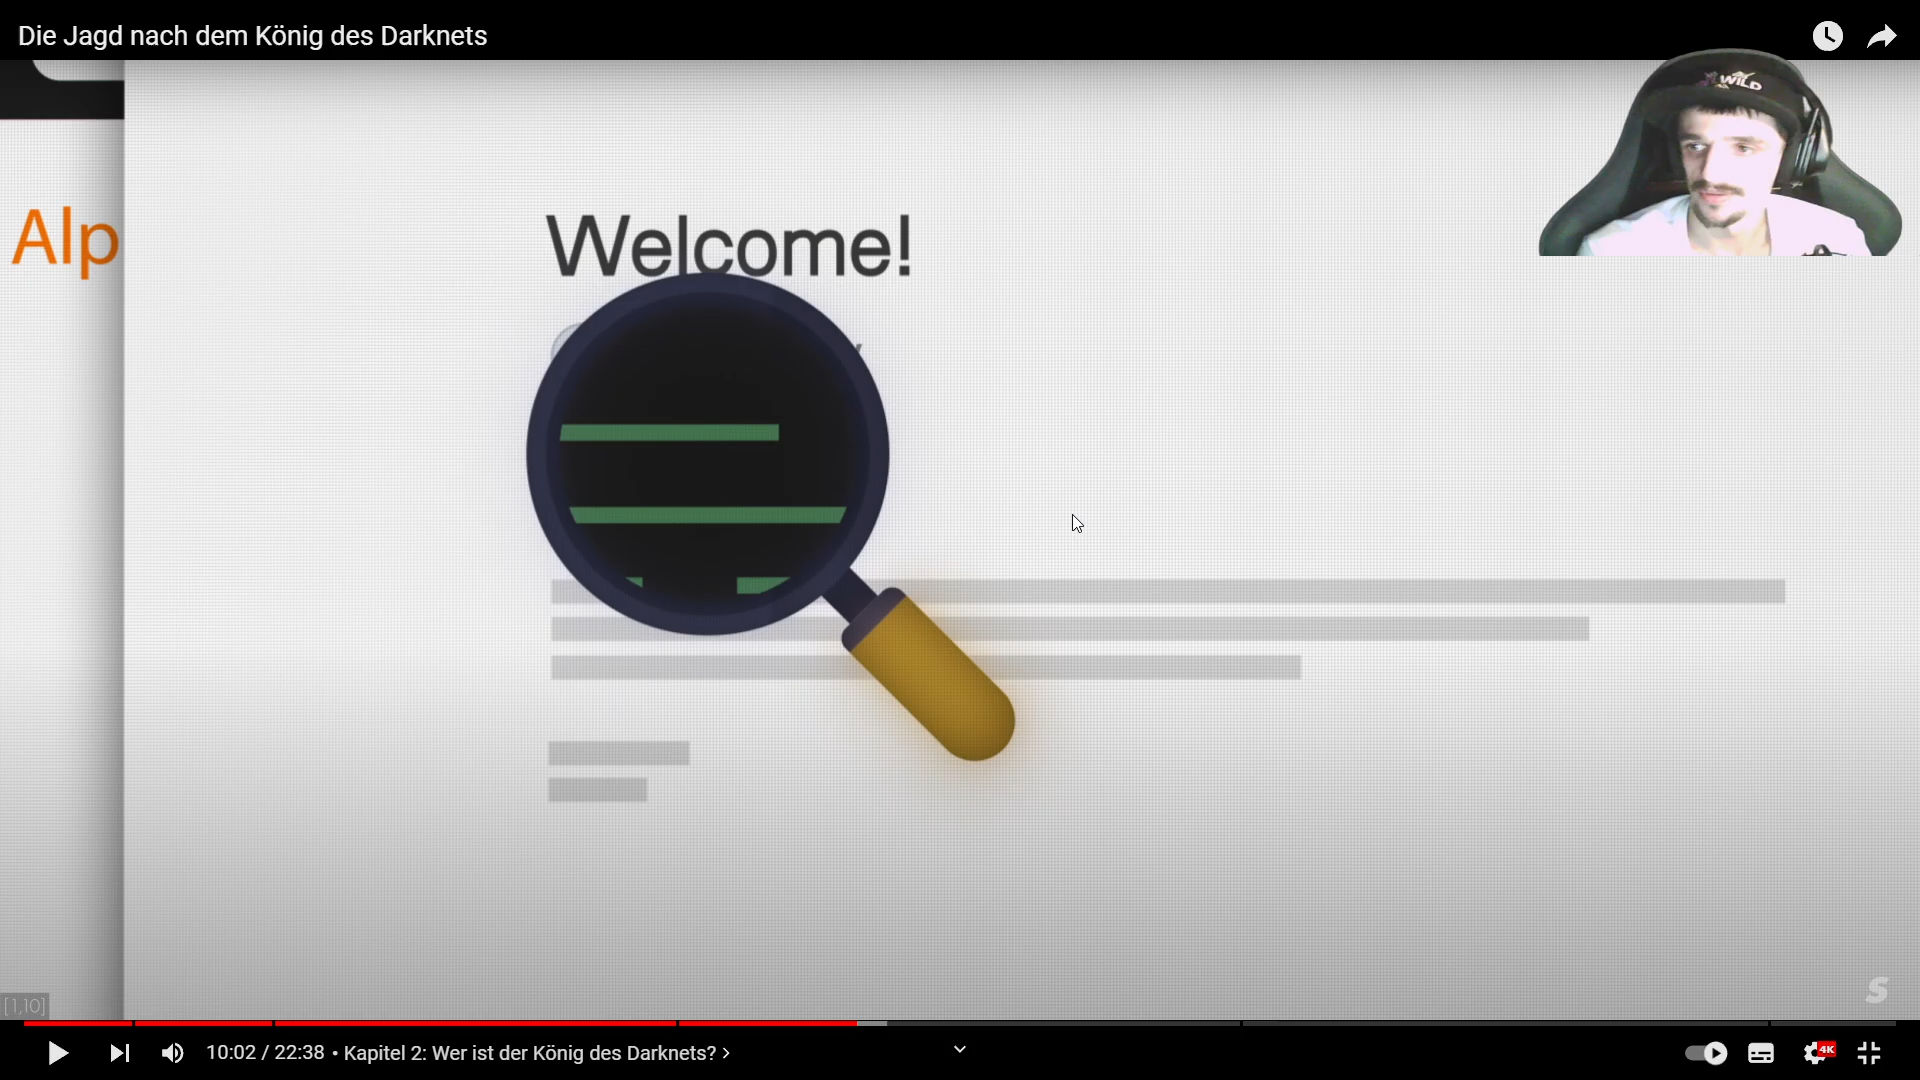 Die Jagd nach dem König des Darknets
WILD
Alp
Welcome!
[1,10]
S
10:02 / 22:38 • Kapitel 2: Wer ist der König des Darknets?
4K